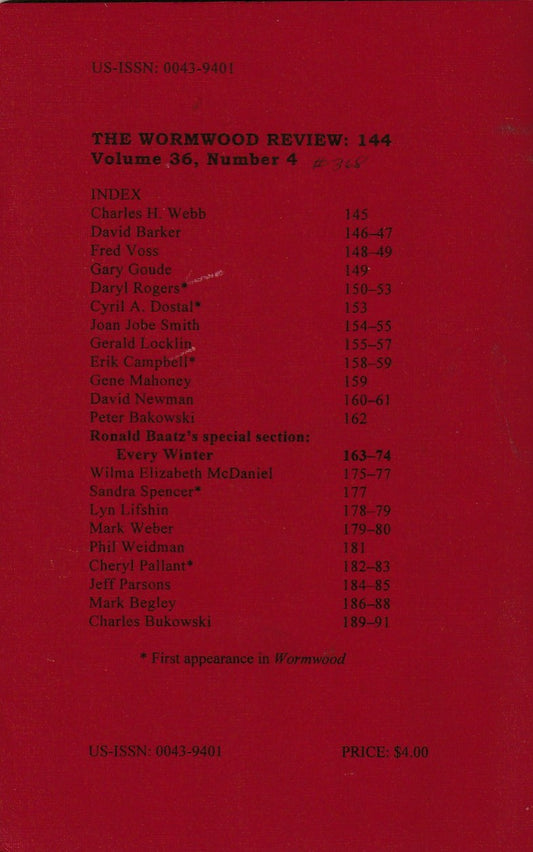 US-ISSN: 0043-9401
THE WORMWOOD REVIEW: 144
Volume 36, Number 4 # 368
INDEX
Charles H. Webb 145
David Barker 146–47
Fred Voss 148–49
Gary Goude 149
Daryl Rogers* 150–53
Cyril A. Dostal* 153
Joan Jobe Smith 154–55
Gerald Locklin 155–57
Erik Campbell* 158–59
Gene Mahoney 159
David Newman 160–61
Peter Bakowski 162
Ronald Baatz's special section:
Every Winter 163–74
Wilma Elizabeth McDaniel 175–77
Sandra Spencer* 177
Lyn Lifshin 178–79
Mark Weber 179–80
Phil Weidman 181
Cheryl Pallant* 182–83
Jeff Parsons 184–85
Mark Begley 186–88
Charles Bukowski 189–91
* First appearance in Wormwood
US-ISSN: 0043-9401 PRICE: $4.00